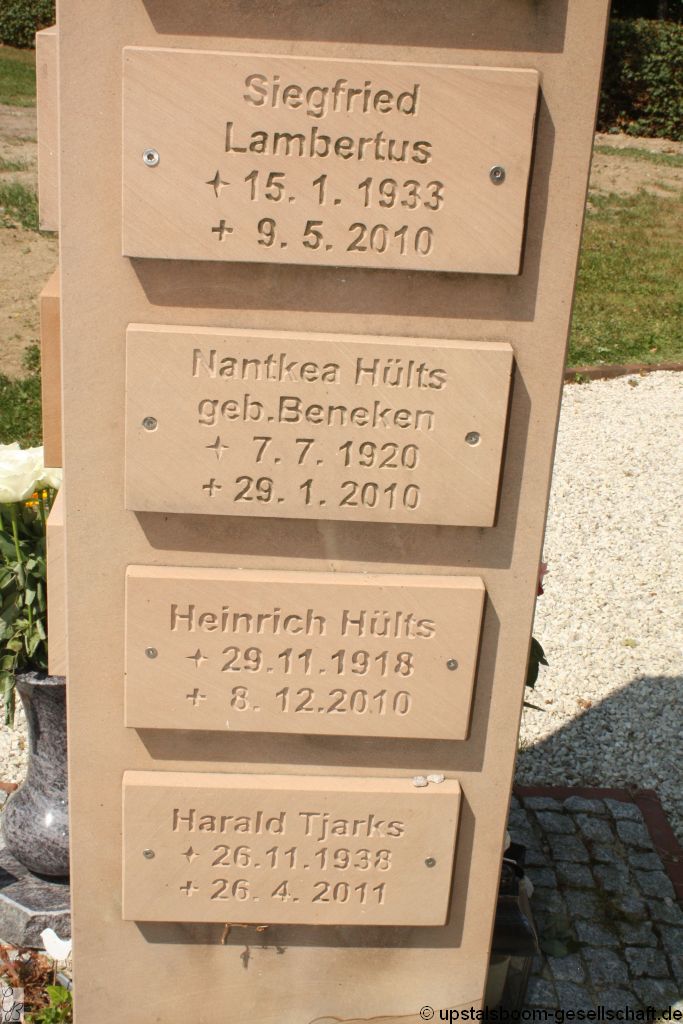 Siegfried
Lambertus
✦ 15. 1. 1933
+ 9. 5. 2010
Nantkea Hülts
geb.Beneken
✦ 7. 7. 1920
+ 29. 1. 2010
Heinrich Hülts
✦ 29.11.1918
+ 8. 12.2010
Harald Tjarks
✦ 26.11.1938
+ 26. 4. 2011
© upstalsboom-gesellschaft.de